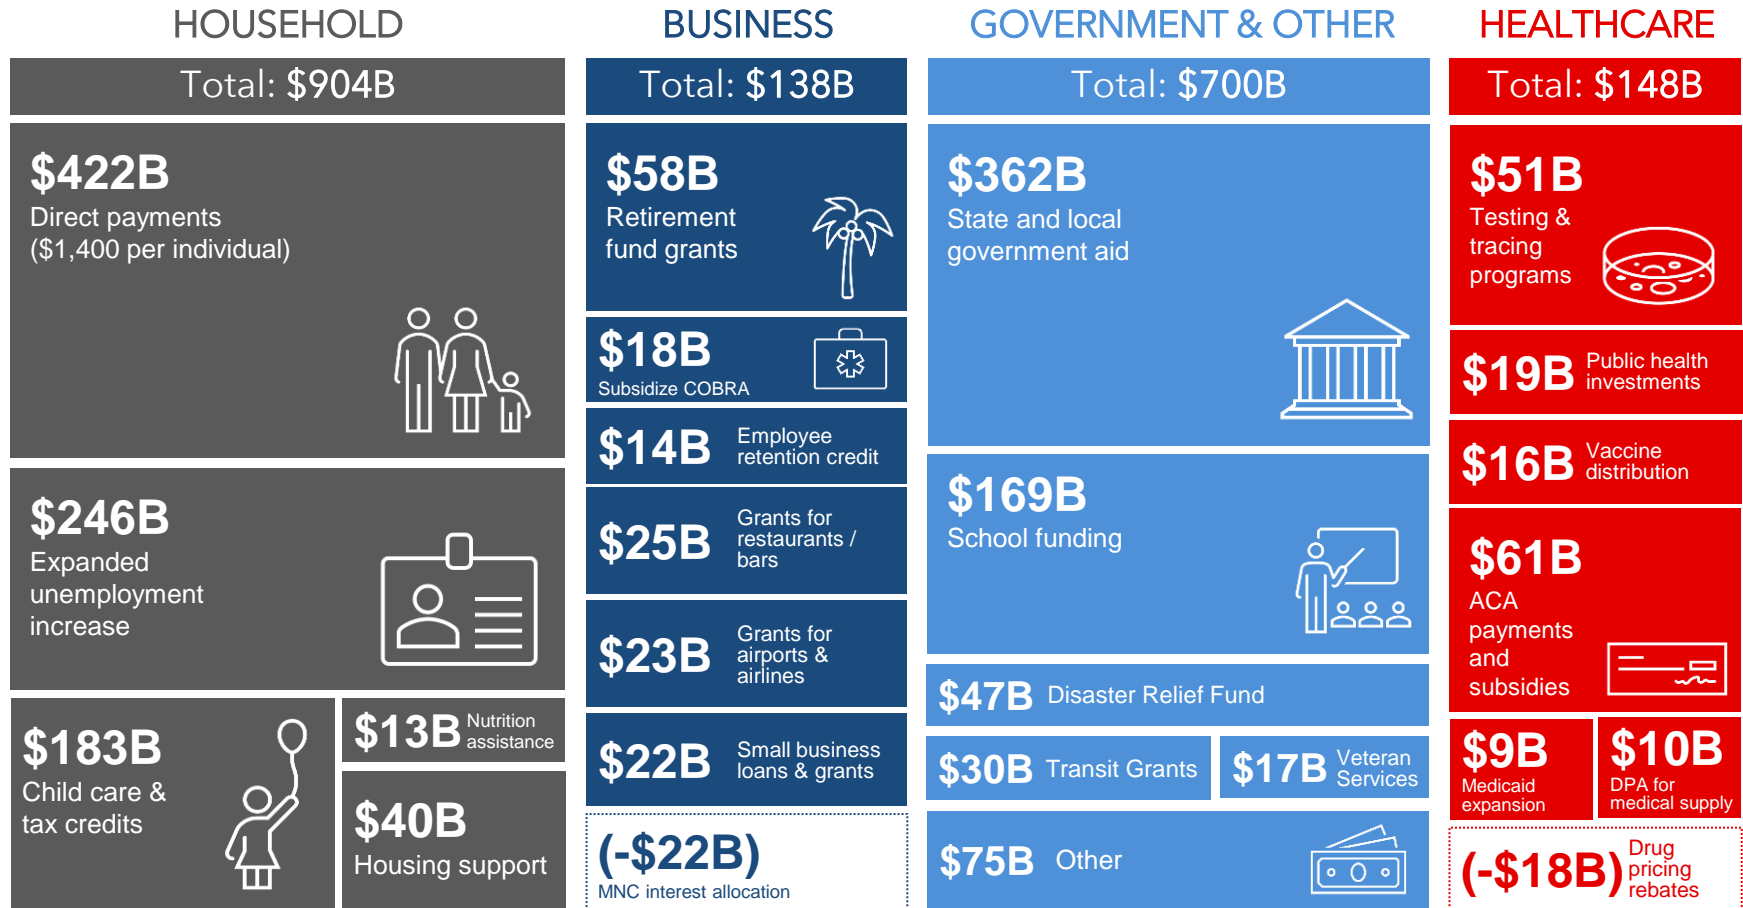 HOUSEHOLD
Total: $904B
$422B
Direct payments
($1,400 per individual)
$246B
Expanded
unemployment
increase
$183B
Child care &
tax credits
$13B
Nutrition
assistance
$40B
Housing support
BUSINESS
Total: $138B
$58B
Retirement
fund grants
$18B
Subsidize COBRA
$14B
Employee
retention credit
$25B
Grants for
restaurants /
bars
$23B
Grants for
airports &
airlines
$22B
Small business
loans & grants
(-$22B)
MNC interest allocation
GOVERNMENT & OTHER
Total: $700B
$362B
State and local
government aid
$169B
School funding
$47B Disaster Relief Fund
$30B Transit Grants
$17B
Veteran
Services
$75B Other
HEALTHCARE
Total: $148B
$51B
Testing &
tracing
programs
$19B
Public health
investments
$16B
Vaccine
distribution
$61B
ACA
payments
and
subsidies
$9B
Medicaid
expansion
$10B
DPA for
medical supply
(-$18B)
Drug
pricing
rebates